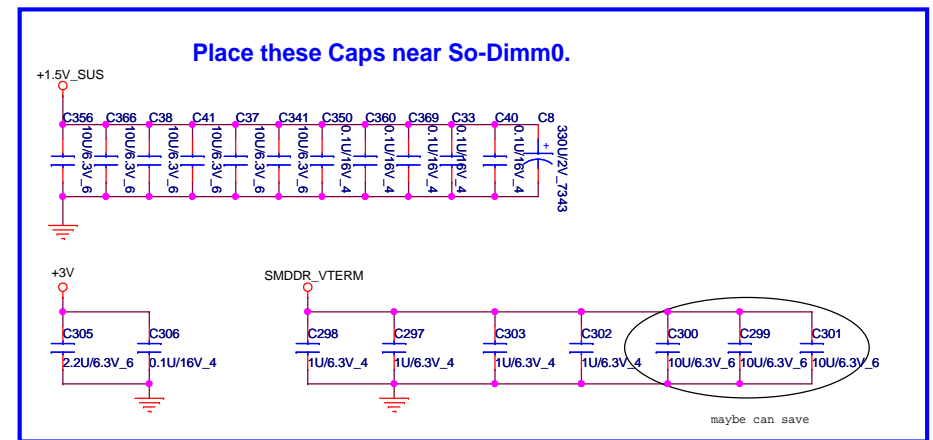 Place these Caps near So-Dimm0.
+1.5V_SUS
C356 C366 C38 C41 C37 C341 C350 C360 C369 C33 C40 C8
10U/6.3V_6
10U/6.3V_6
10U/6.3V_6
10U/6.3V_6
10U/6.3V_6
10U/6.3V_6
0.1U/16V_4
0.1U/16V_4
0.1U/16V_4
0.1U/16V_4
0.1U/16V_4
+
330U/2V_7343
+3V
SMDDR_VTERM
C305 C306 C298 C297 C303 C302 C300 C299 C301
2.2U/6.3V_6 0.1U/16V_4 1U/6.3V_4 1U/6.3V_4 1U/6.3V_4 1U/6.3V_4 10U/6.3V_6 10U/6.3V_6 10U/6.3V_6
maybe can save